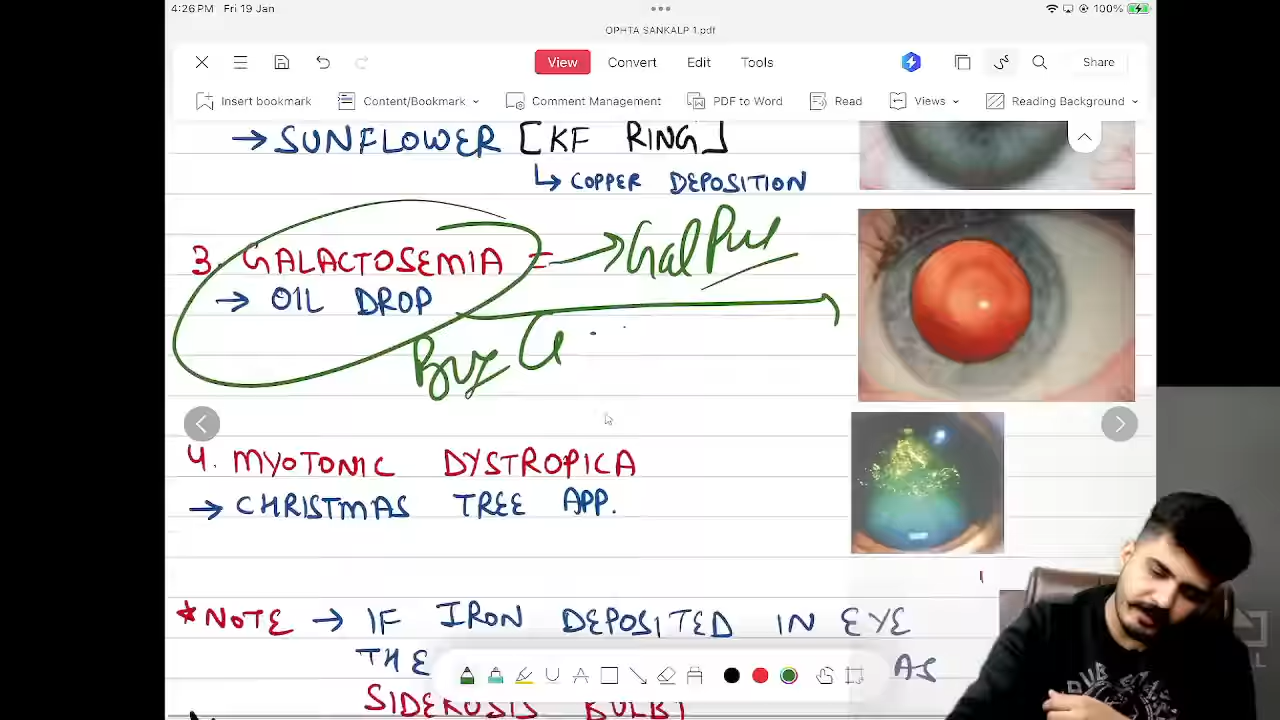 4:26 PM Fri 19 Jan
100%
OPHTA SANKALP 1.pdf
View Convert Edit Tools
Share
Insert bookmark Content/Bookmark Comment Management PDF to Word Read Views Reading Background
→ SUNFLOWER [KF RING]
↳ COPPER DEPOSITION
3. GALACTOSEMIA = →
→ OIL DROP
4. MYOTONIC DYSTROPICA
→ CHRISTMAS TREE APP.
*NOTE → IF IRON DEPOSITED IN EYE
THE AS
SIDEROSIS BULBI